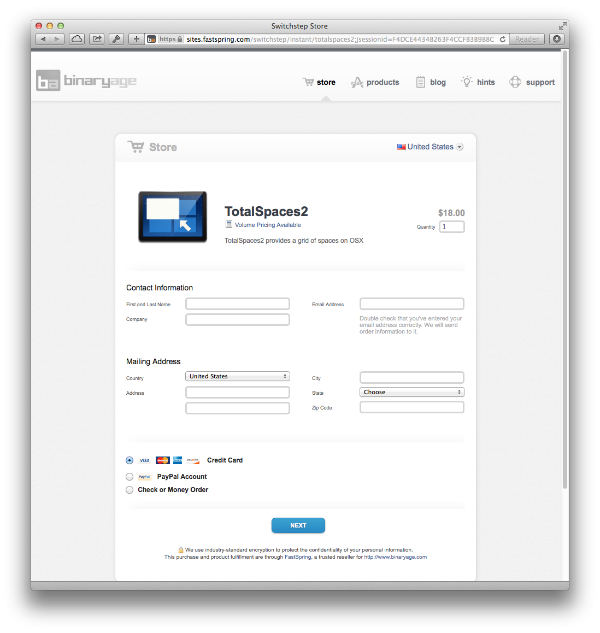 Switchstep Store
https sites.fastspring.com/switchstep/instant/totalspaces2;jsessionid=F4DCE44348263F4CCF838988C
Reader
ba binaryage
store products blog hints support
Store
United States
TotalSpaces2
$18.00
Volume Pricing Available
Quantity 1
TotalSpaces2 provides a grid of spaces on OSX
Contact Information
First and Last Name
Email Address
Company
Double check that you've entered your
email address correctly. We will send
order information to it.
Mailing Address
Country United States
City
Address
State Choose
Zip Code
VISA MasterCard Credit Card
PayPal PayPal Account
Check or Money Order
NEXT
We use industry-standard encryption to protect the confidentiality of your personal information.
This purchase and product fulfillment are through FastSpring, a trusted reseller for http://www.binaryage.com